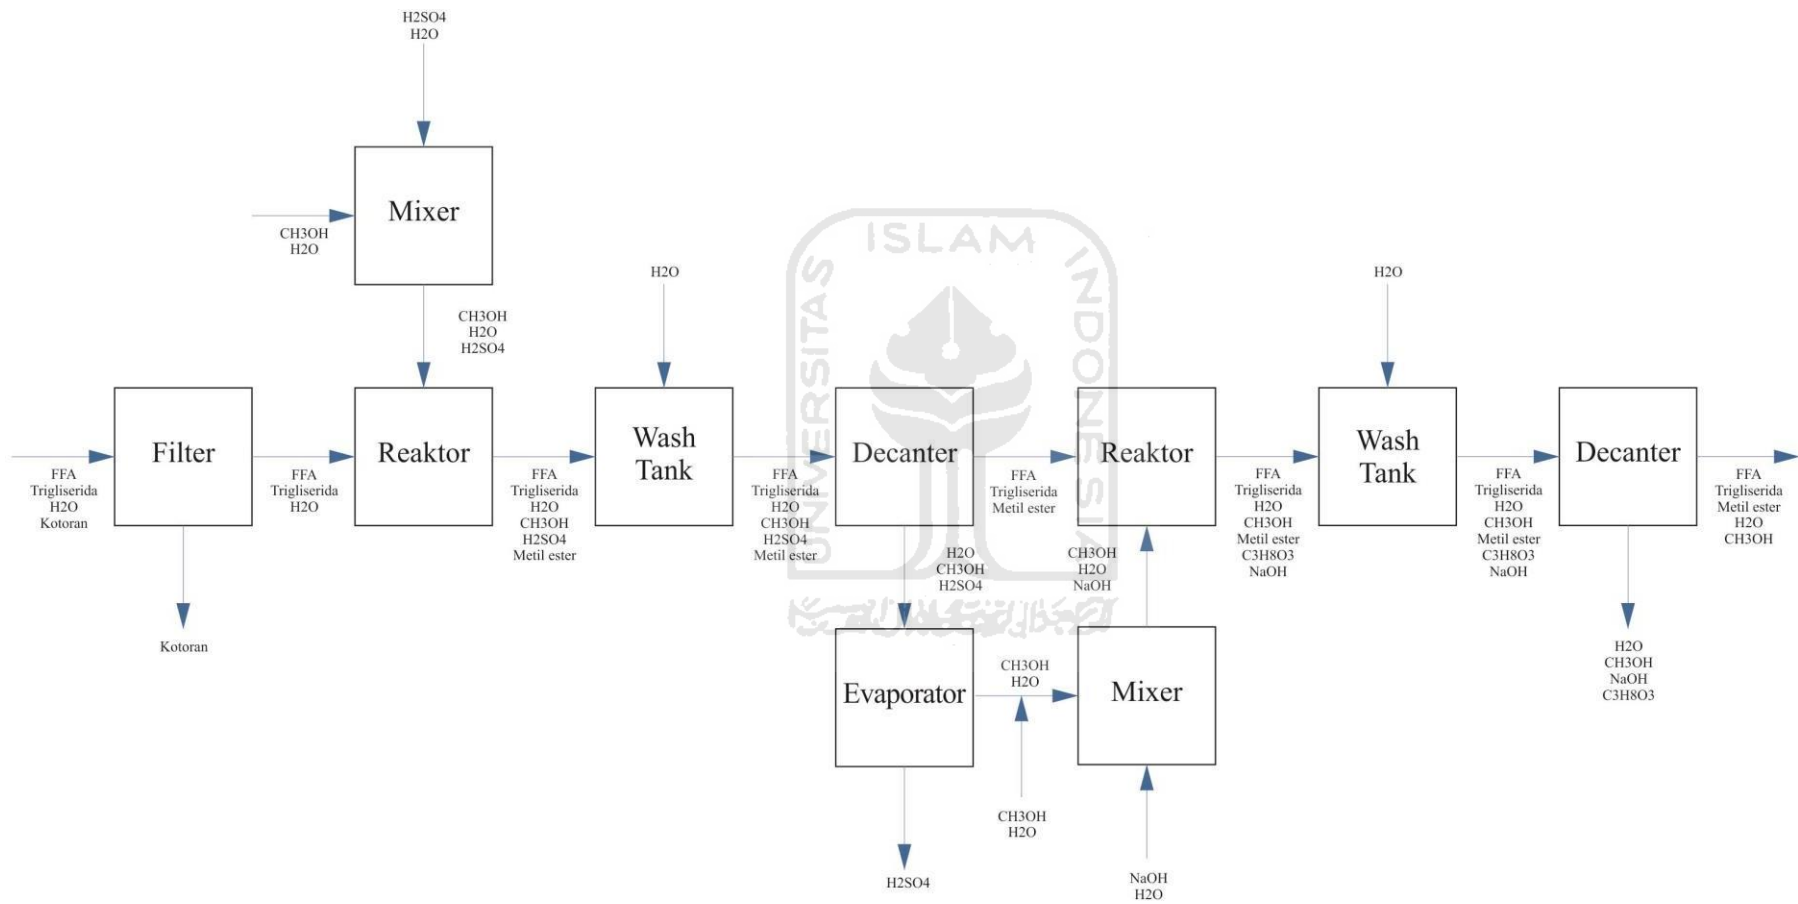 H2SO4
H2O
Mixer
CH3OH
H2O
CH3OH
H2O
H2SO4
Filter
FFA
Trigliserida
H2O
Kotoran
Kotoran
FFA
Trigliserida
H2O
Reaktor
FFA
Trigliserida
H2O
CH3OH
H2SO4
Metil ester
H2O
Wash
Tank
FFA
Trigliserida
H2O
CH3OH
H2SO4
Metil ester
Decanter
FFA
Trigliserida
Metil ester
H2O
CH3OH
H2SO4
Evaporator
H2SO4
CH3OH
H2O
CH3OH
H2O
Mixer
NaOH
H2O
CH3OH
H2O
NaOH
Reaktor
FFA
Trigliserida
H2O
CH3OH
Metil ester
C3H8O3
NaOH
H2O
Wash
Tank
FFA
Trigliserida
H2O
CH3OH
Metil ester
C3H8O3
NaOH
Decanter
FFA
Trigliserida
Metil ester
H2O
CH3OH
H2O
CH3OH
NaOH
C3H8O3
UNIVERSITAS
ISLAM
INDONESIA